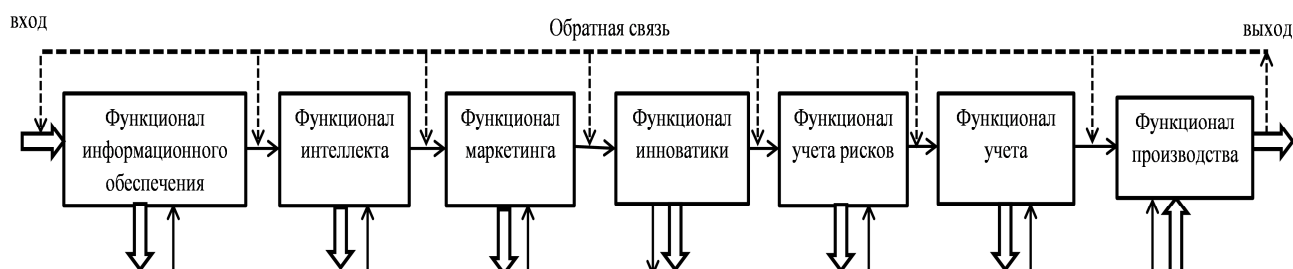 вход
Обратная связь
выход
Функционал
информационного
обеспечения
Функционал
интеллекта
Функционал
маркетинга
Функционал
инноватики
Функционал
учета рисков
Функционал
учета
Функционал
производства